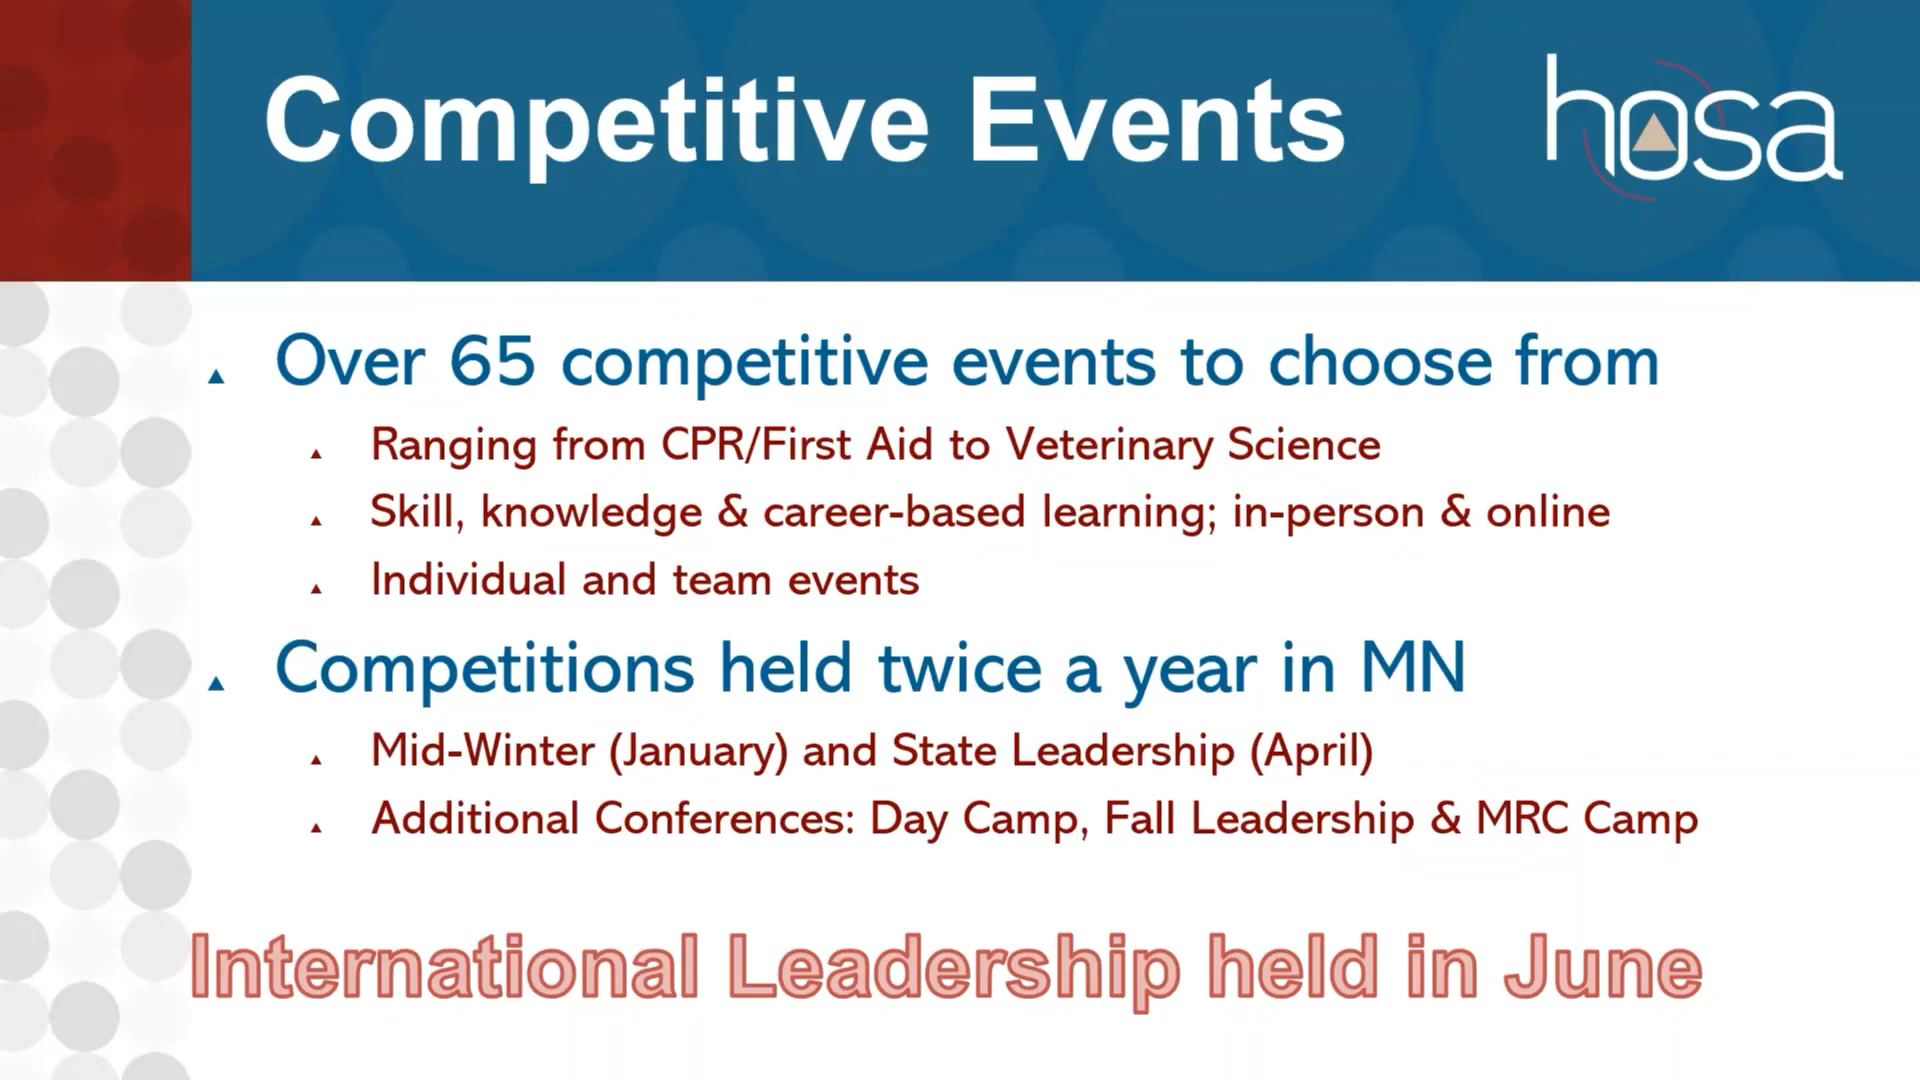 Competitive Events
hosa
Over 65 competitive events to choose from
Ranging from CPR/First Aid to Veterinary Science
Skill, knowledge & career-based learning; in-person & online
Individual and team events
Competitions held twice a year in MN
Mid-Winter (January) and State Leadership (April)
Additional Conferences: Day Camp, Fall Leadership & MRC Camp
International Leadership held in June